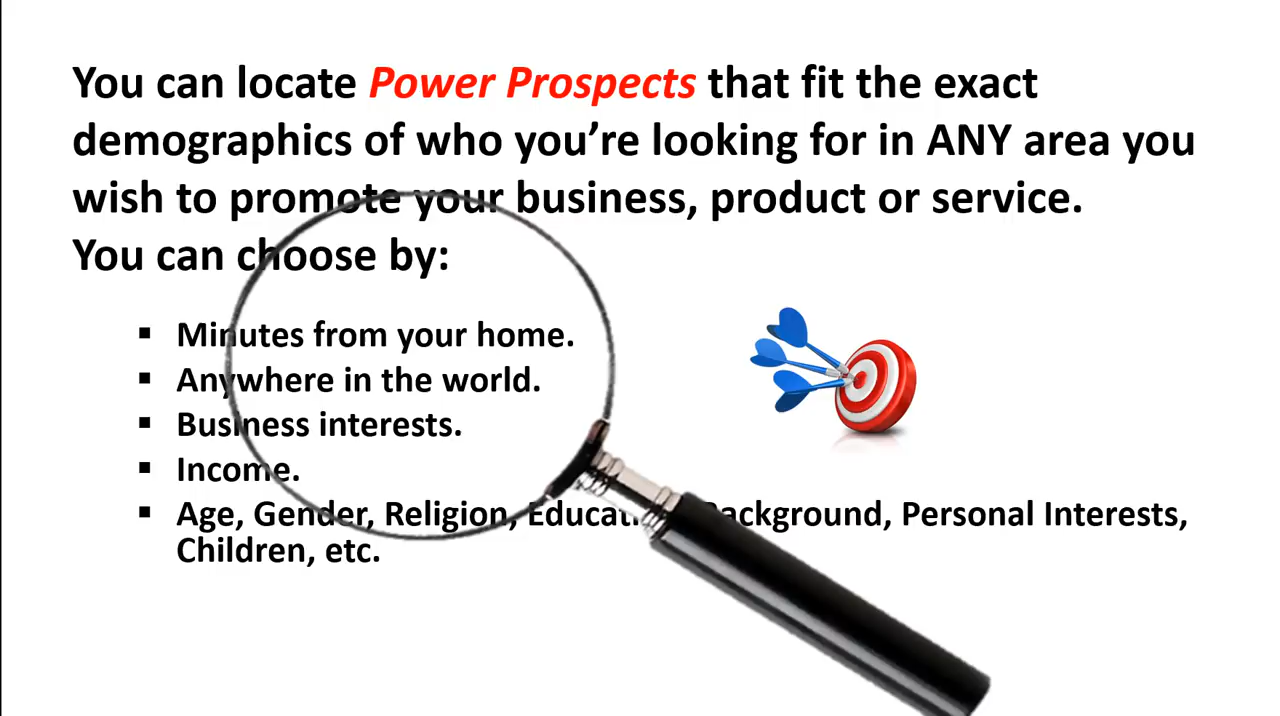 You can locate Power Prospects that fit the exact
demographics of who you’re looking for in ANY area you
wish to promote your business, product or service.
You can choose by:
▪ Minutes from your home.
▪ Anywhere in the world.
▪ Business interests.
▪ Income.
▪ Age, Gender, Religion, Background, Personal Interests,
Children, etc.